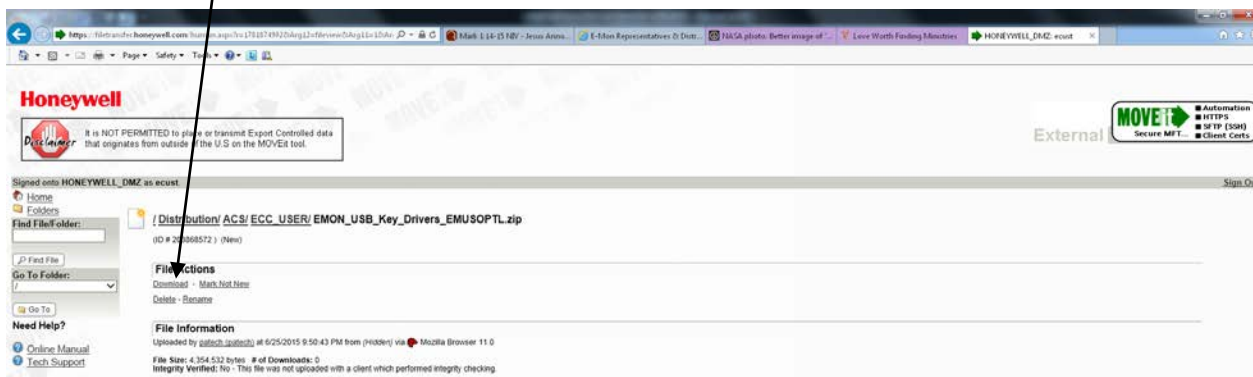 Mark 1:14-15 NIV - Jesus Anno...
E-Mon Representatives & Distr...
NASA photo: Better image of '...
Love Worth Finding Ministries
HONEYWELL_DMZ: ecust
Page Safety Tools
Honeywell
Disclaimer
It is NOT PERMITTED to place or transmit Export Controlled data
that originates from outside of the U.S on the MOVEit tool.
External
MOVEit
Secure MFT...
Automation
HTTPS
SFTP (SSH)
Client Certs
Signed onto HONEYWELL_DMZ as ecust.
Sign O
Home
Folders
Find File/Folder:
Find File
Go To Folder:
/
Go To
Need Help?
Online Manual
Tech Support
/ Distribution/ ACS/ ECC_USER/ EMON_USB_Key_Drivers_EMUSOPTL.zip
(New)
File Actions
Download - Mark Not New
Delete - Rename
File Information
Uploaded by patech (patech) at 6/25/2015 9:50:43 PM from (Hidden) via Mozilla Browser 11.0
File Size: 4,354,532 bytes # of Downloads: 0
Integrity Verified: No - This file was not uploaded with a client which performed integrity checking.